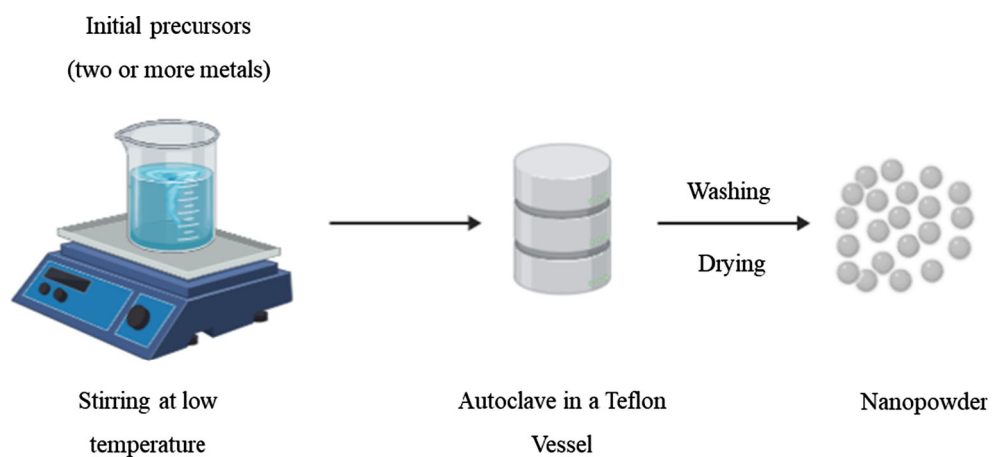 Initial precursors
(two or more metals)
Washing
Drying
Stirring at low
temperature
Autoclave in a Teflon
Vessel
Nanopowder